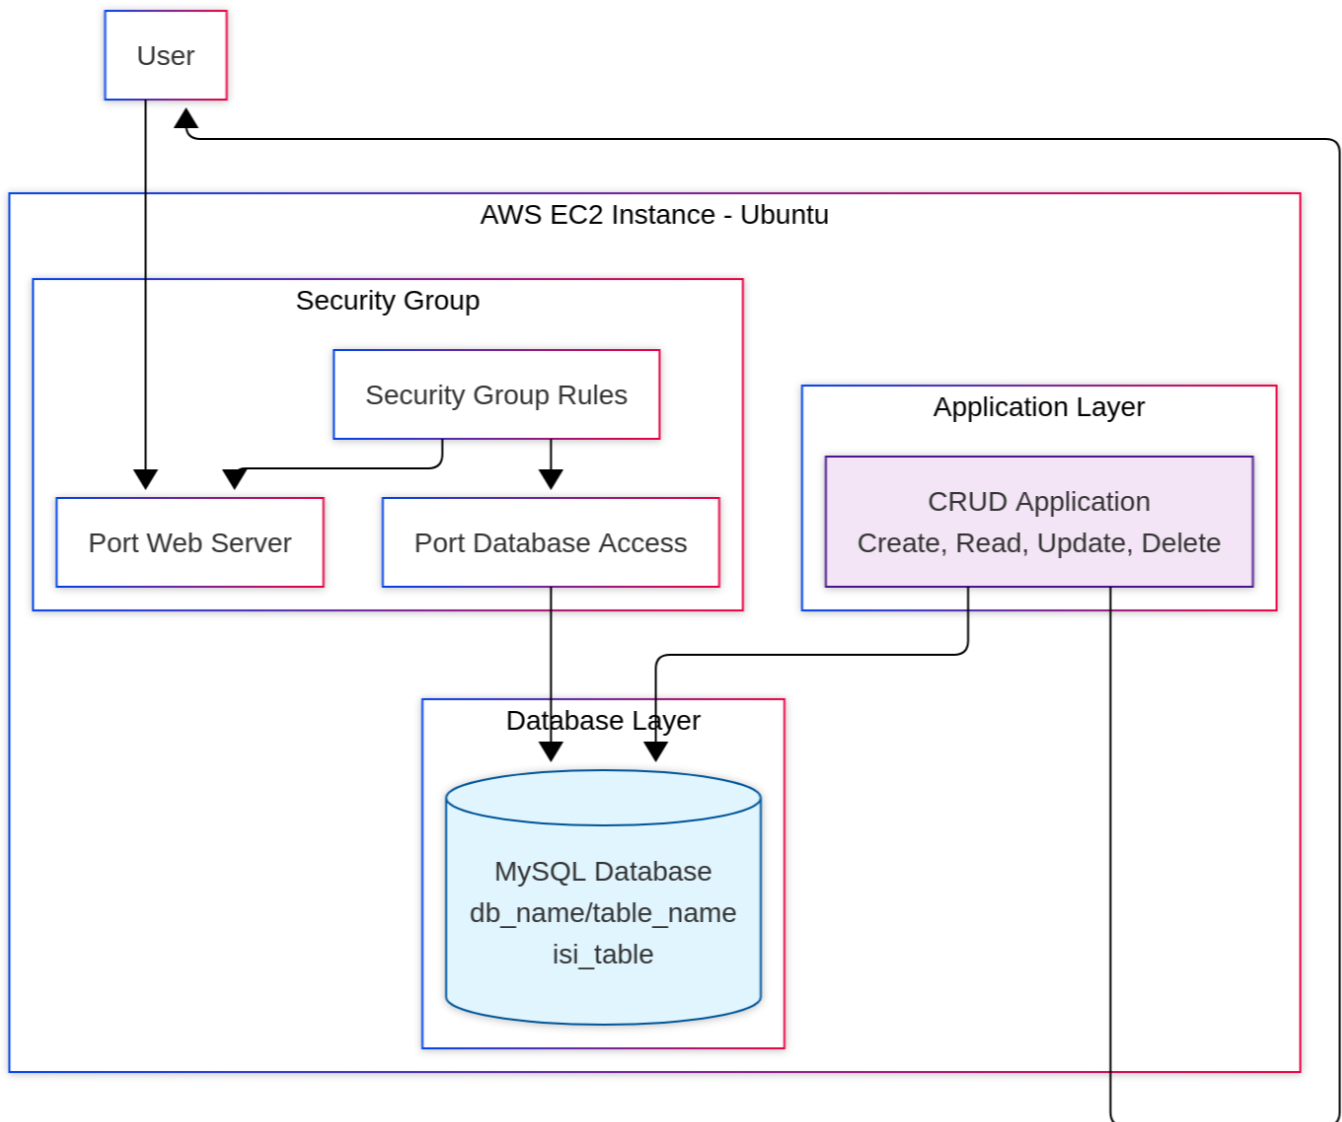 User
AWS EC2 Instance - Ubuntu
Security Group
Security Group Rules
Application Layer
CRUD Application
Create, Read, Update, Delete
Port Web Server
Port Database Access
Database Layer
MySQL Database
db_name/table_name
isi_table